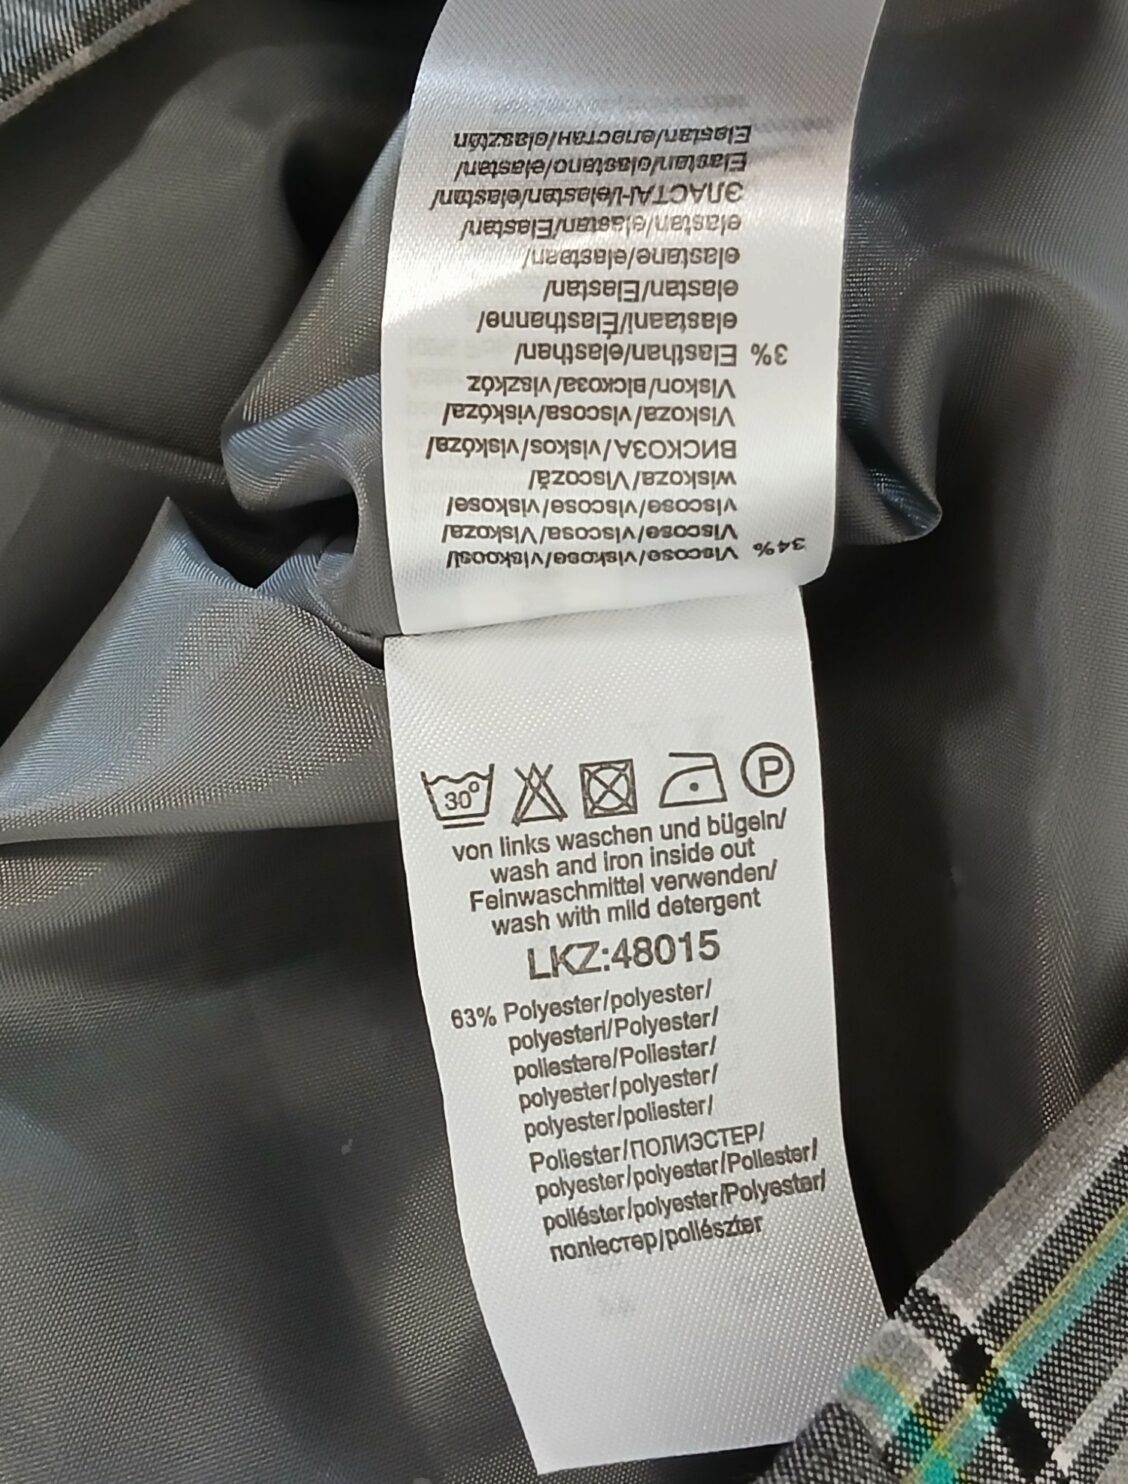 30°
P
von links waschen und bügeln/
wash and iron inside out
Feinwaschmittel verwenden/
wash with mild detergent
LKZ:48015
63% Polyester/polyester/
polyesteri/Polyester/
poliestere/Poliester/
polyester/polyester/
polyester/poliester/
Poliester/ПОЛИЭСТЕР/
polyester/polyester/Poliester/
poliéster/polyester/Polyester/
поліестер/poliészter
34% Viscose/viskose/viskoosi/
Viscose/viscosa/Viskoza/
viscose/viscose/viskose/
wiskoza/Viscoză/
ВИСКОЗА/viskos/viskóza/
Viskoza/viscosa/viskóza/
Viskon/віскоза/viszkóz
3% Elasthan/elasthan/
elastaani/Élasthanne/
elastan/Elastan/
elastane/elastaan/
elastan/elastan/Elastan/
ЭЛАСТАН/elastan/elastan/
Elastan/elastano/elastan/
Elastan/еластан/elasztán